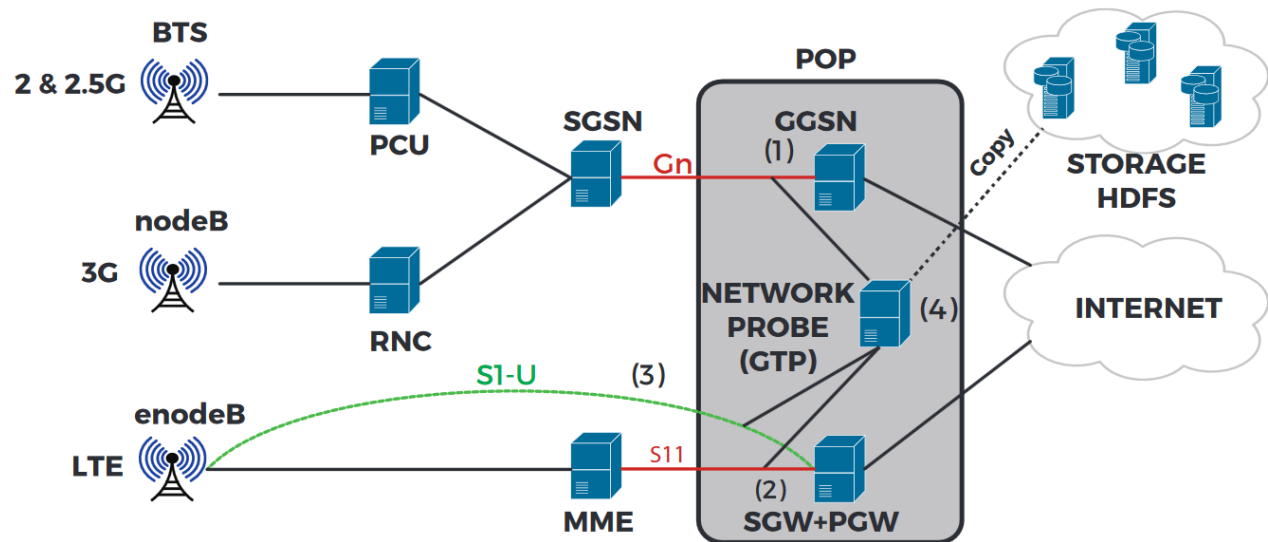 BTS
2 & 2.5G
PCU
SGSN
Gn
POP
GGSN
(1)
Copy
STORAGE
HDFS
nodeB
3G
RNC
NETWORK
PROBE
(GTP)
(4)
INTERNET
S1-U
(3)
enodeB
LTE
MME
S11
(2)
SGW+PGW